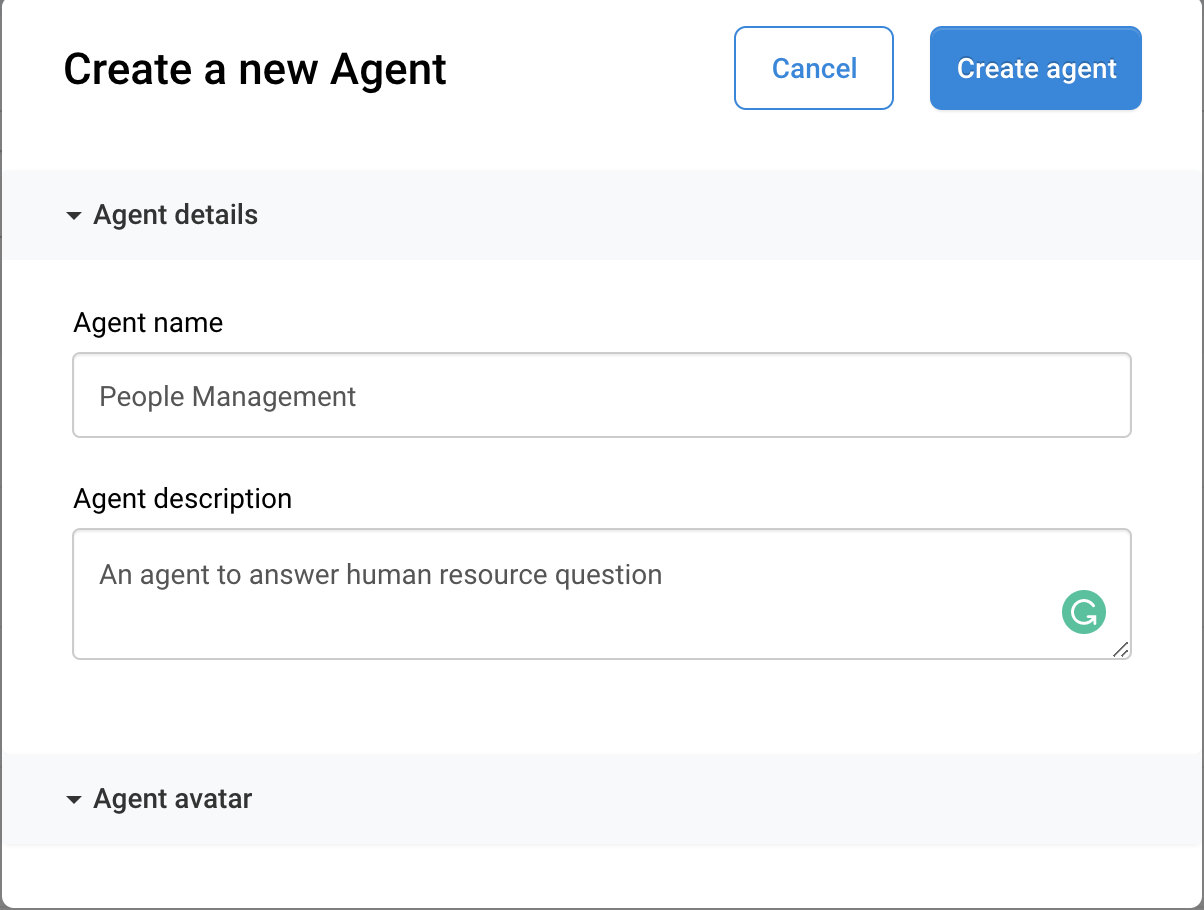 Create a new Agent
Cancel
Create agent
Agent details
Agent name
People Management
Agent description
An agent to answer human resource question
Agent avatar